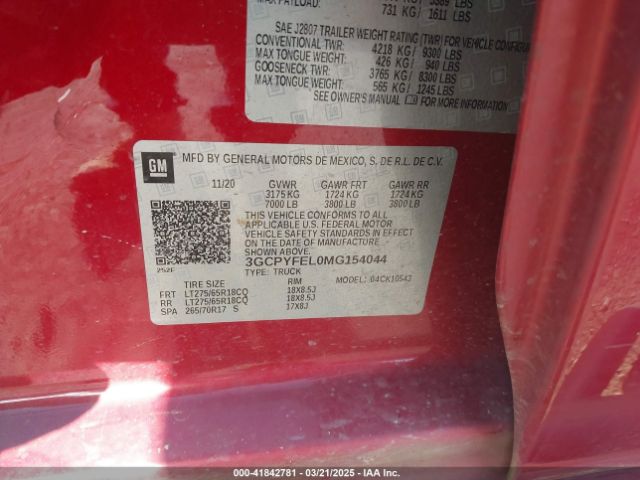 731 KG / 1611 LBS
SAE J2807 TRAILER WEIGHT RATING (TWR) FOR VEHICLE CONFIGURA
CONVENTIONAL TWR: 4218 KG / 9300 LBS
MAX TONGUE WEIGHT: 426 KG / 940 LBS
GOOSENECK TWR: 3765 KG / 8300 LBS
MAX TONGUE WEIGHT: 565 KG / 1245 LBS
SEE OWNER'S MANUAL FOR MORE INFORMATION
GM MFD BY GENERAL MOTORS DE MEXICO, S. DE R.L. DE C.V.
11/20 GVWR GAWR FRT GAWR RR
3175 KG 1724 KG 1724 KG
7000 LB 3800 LB 3800 LB
THIS VEHICLE CONFORMS TO ALL
APPLICABLE U.S. FEDERAL MOTOR
VEHICLE SAFETY STANDARDS IN EFFECT
ON THE DATE OF MANUFACTURE
SHOWN ABOVE.
252F 3GCPYFEL0MG154044
TYPE: TRUCK MODEL: 04CK10543
TIRE SIZE RIM
FRT LT275/65R18CQ 18X8.5J
RR LT275/65R18CQ 18X8.5J
SPA 265/70R17 S 17X8J
000-41842781 — 03/21/2025 — IAA Inc.